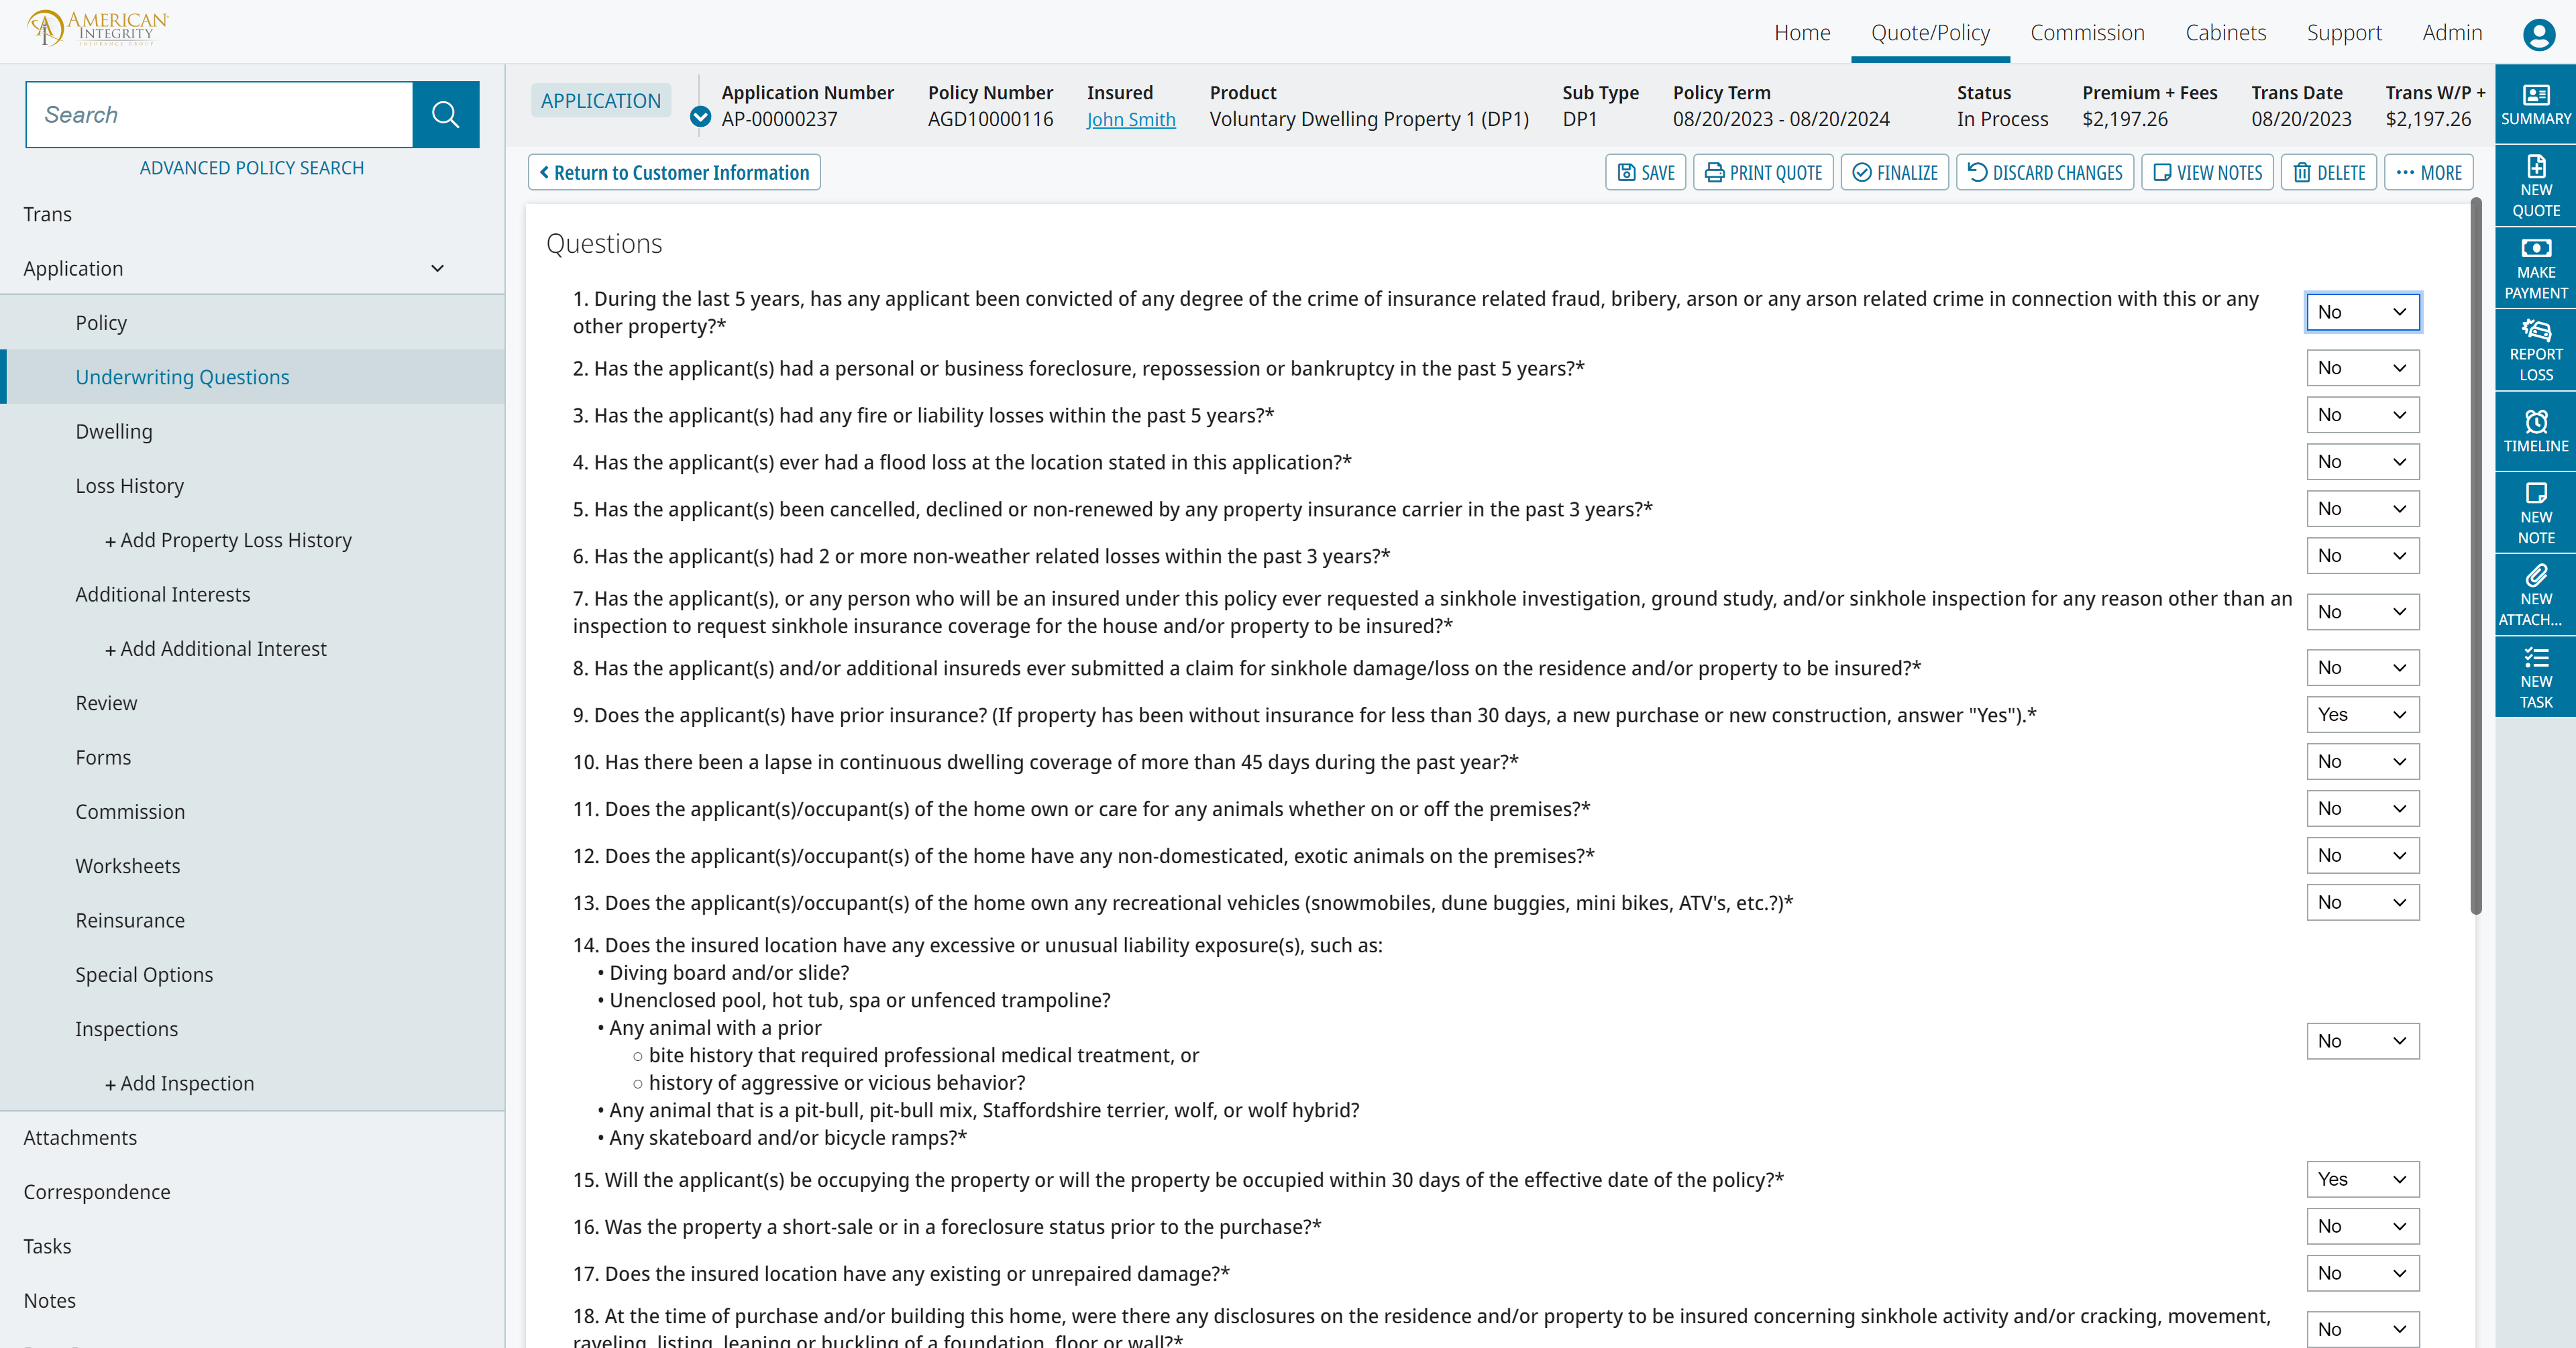 AMERICAN
INTEGRITY
INSURANCE GROUP
Home
Quote/Policy
Commission
Cabinets
Support
Admin
Search
ADVANCED POLICY SEARCH
Trans
Application
Policy
Underwriting Questions
Dwelling
Loss History
+ Add Property Loss History
Additional Interests
+ Add Additional Interest
Review
Forms
Commission
Worksheets
Reinsurance
Special Options
Inspections
+ Add Inspection
Attachments
Correspondence
Tasks
Notes
APPLICATION
Application Number
AP-00000237
Policy Number
AGD10000116
Insured
John Smith
Product
Voluntary Dwelling Property 1 (DP1)
Sub Type
DP1
Policy Term
08/20/2023 - 08/20/2024
Status
In Process
Premium + Fees
$2,197.26
Trans Date
08/20/2023
Trans W/P +
$2,197.26
Return to Customer Information
SAVE
PRINT QUOTE
FINALIZE
DISCARD CHANGES
VIEW NOTES
DELETE
MORE
Questions
1. During the last 5 years, has any applicant been convicted of any degree of the crime of insurance related fraud, bribery, arson or any arson related crime in connection with this or any
other property?*
No
2. Has the applicant(s) had a personal or business foreclosure, repossession or bankruptcy in the past 5 years?*
No
3. Has the applicant(s) had any fire or liability losses within the past 5 years?*
No
4. Has the applicant(s) ever had a flood loss at the location stated in this application?*
No
5. Has the applicant(s) been cancelled, declined or non-renewed by any property insurance carrier in the past 3 years?*
No
6. Has the applicant(s) had 2 or more non-weather related losses within the past 3 years?*
No
7. Has the applicant(s), or any person who will be an insured under this policy ever requested a sinkhole investigation, ground study, and/or sinkhole inspection for any reason other than an
inspection to request sinkhole insurance coverage for the house and/or property to be insured?*
No
8. Has the applicant(s) and/or additional insureds ever submitted a claim for sinkhole damage/loss on the residence and/or property to be insured?*
No
9. Does the applicant(s) have prior insurance? (If property has been without insurance for less than 30 days, a new purchase or new construction, answer "Yes").*
Yes
10. Has there been a lapse in continuous dwelling coverage of more than 45 days during the past year?*
No
11. Does the applicant(s)/occupant(s) of the home own or care for any animals whether on or off the premises?*
No
12. Does the applicant(s)/occupant(s) of the home have any non-domesticated, exotic animals on the premises?*
No
13. Does the applicant(s)/occupant(s) of the home own any recreational vehicles (snowmobiles, dune buggies, mini bikes, ATV's, etc.?)*
No
14. Does the insured location have any excessive or unusual liability exposure(s), such as:
• Diving board and/or slide?
• Unenclosed pool, hot tub, spa or unfenced trampoline?
• Any animal with a prior
○ bite history that required professional medical treatment, or
○ history of aggressive or vicious behavior?
• Any animal that is a pit-bull, pit-bull mix, Staffordshire terrier, wolf, or wolf hybrid?
• Any skateboard and/or bicycle ramps?*
No
15. Will the applicant(s) be occupying the property or will the property be occupied within 30 days of the effective date of the policy?*
Yes
16. Was the property a short-sale or in a foreclosure status prior to the purchase?*
No
17. Does the insured location have any existing or unrepaired damage?*
No
18. At the time of purchase and/or building this home, were there any disclosures on the residence and/or property to be insured concerning sinkhole activity and/or cracking, movement,
raveling, listing, leaning or buckling of a foundation, floor or wall?*
No
SUMMARY
NEW
QUOTE
MAKE
PAYMENT
REPORT
LOSS
TIMELINE
NEW
NOTE
NEW
ATTACH...
NEW
TASK